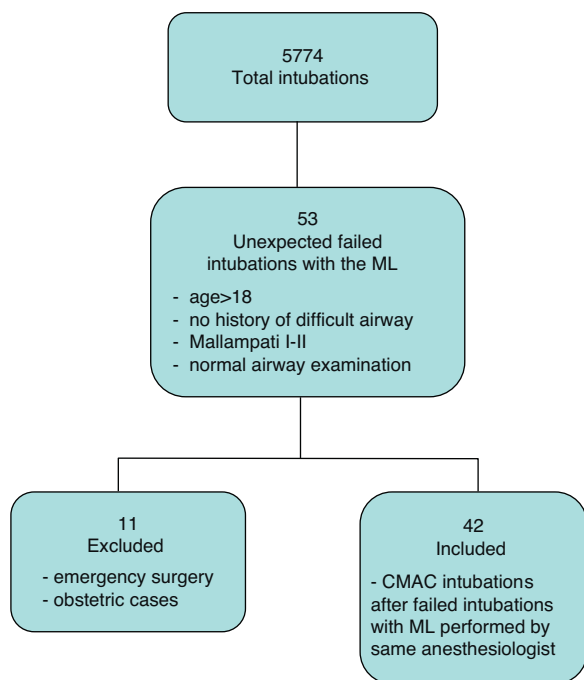 5774
Total intubations
53
Unexpected failed
intubations with the ML
- age>18
- no history of difficult airway
- Mallampati I-II
- normal airway examination
11
Excluded
- emergency surgery
- obstetric cases
42
Included
- CMAC intubations
after failed intubations
with ML performed by
same anesthesiologist